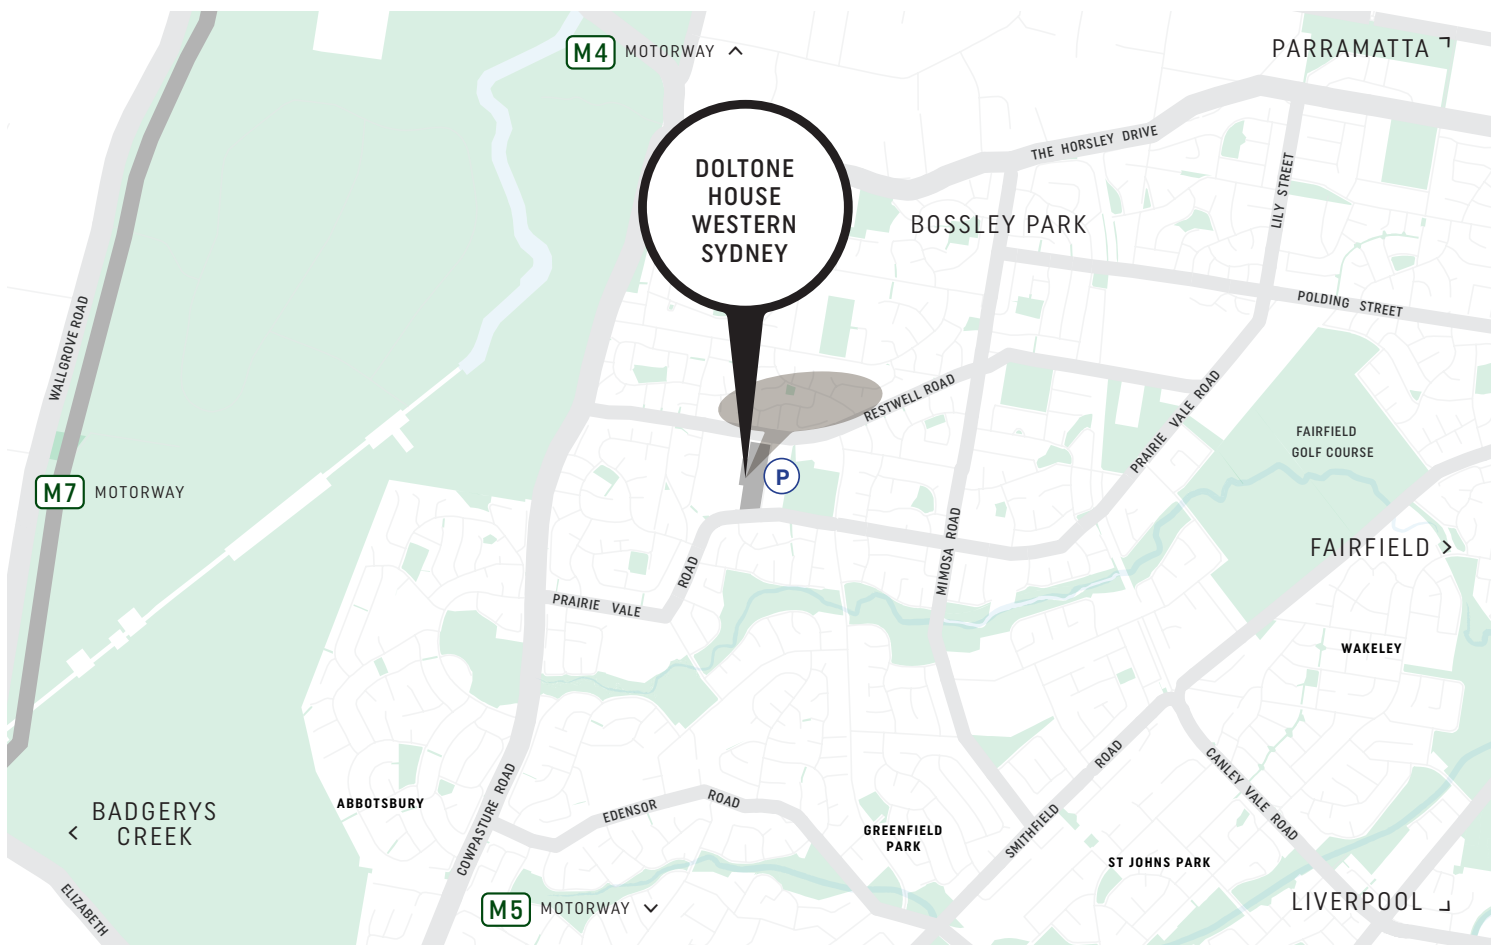 M4 MOTORWAY
PARRAMATTA
THE HORSLEY DRIVE
DOLTONE
HOUSE
WESTERN
SYDNEY
LILY STREET
BOSSLEY PARK
POLDING STREET
WALLGROVE ROAD
RESTWELL ROAD
PRAIRIE VALE ROAD
FAIRFIELD
GOLF COURSE
P
M7 MOTORWAY
MIMOSA ROAD
FAIRFIELD
PRAIRIE VALE ROAD
WAKELEY
ROAD
SMITHFIELD
CANLEY VALE ROAD
COWPASTURE ROAD
ABBOTSBURY
BADGERYS
CREEK
EDENSOR ROAD
GREENFIELD
PARK
ST JOHNS PARK
ELIZABETH
M5 MOTORWAY
LIVERPOOL